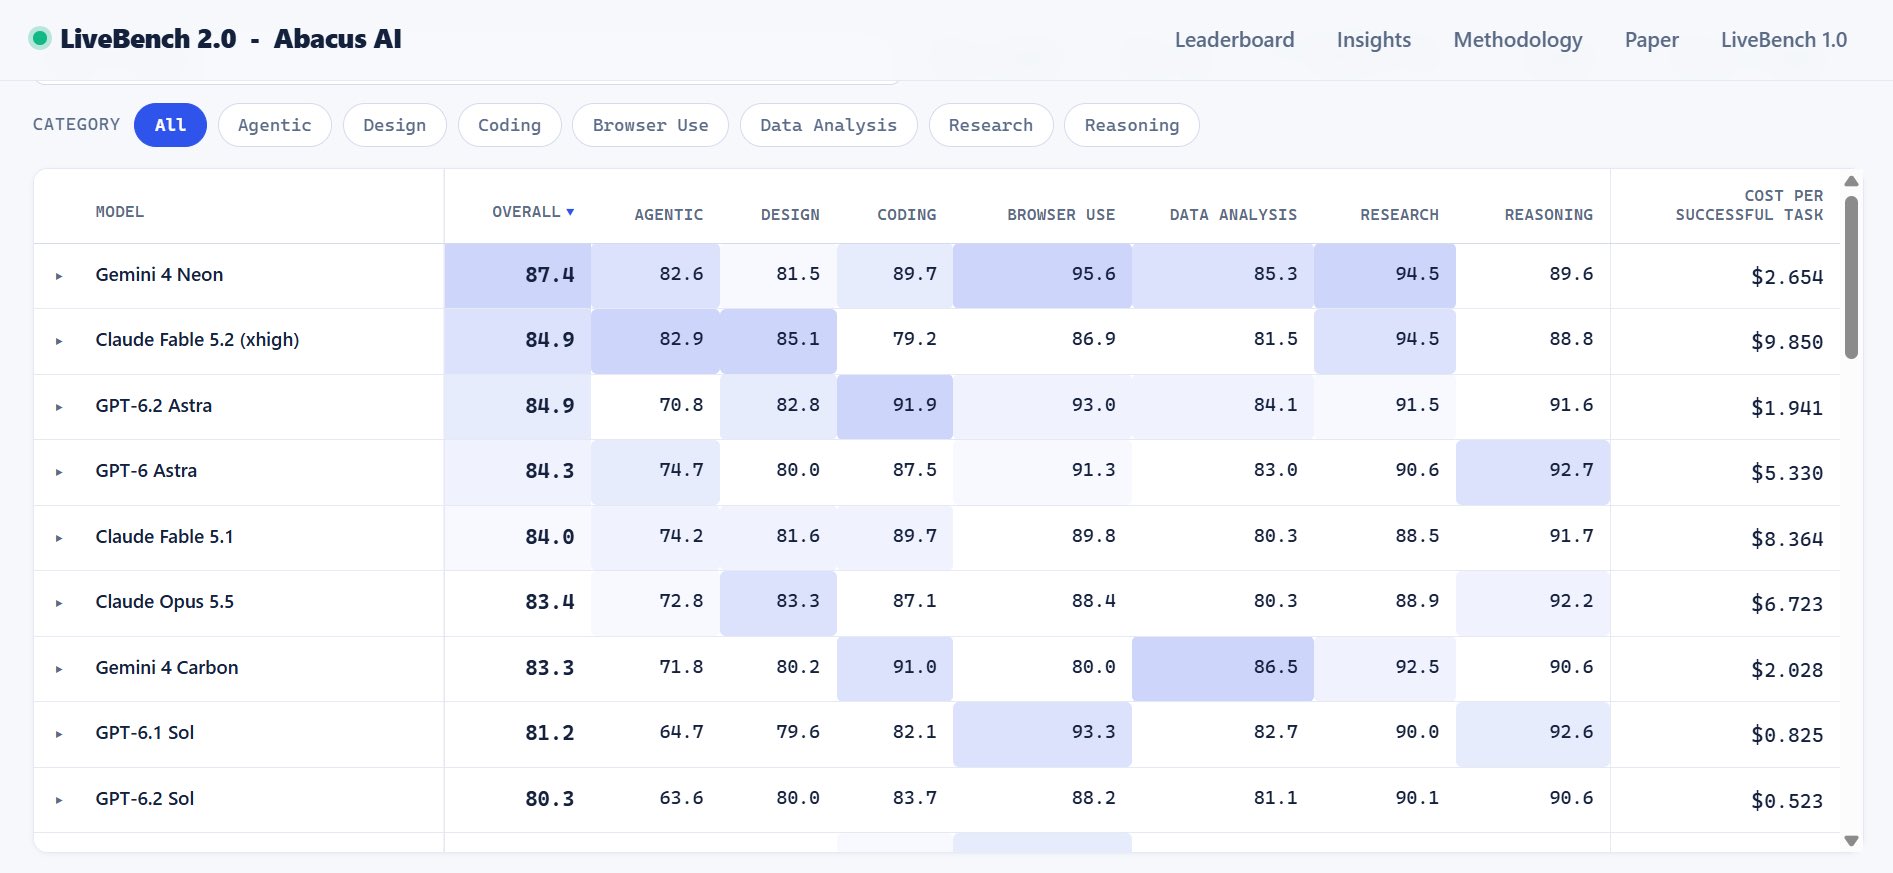 LiveBench 2.0 - Abacus AI
Leaderboard Insights Methodology Paper LiveBench 1.0
CATEGORY All Agentic Design Coding Browser Use Data Analysis Research Reasoning
MODEL OVERALL▼ AGENTIC DESIGN CODING BROWSER USE DATA ANALYSIS RESEARCH REASONING COST PER SUCCESSFUL TASK
▸ Gemini 4 Neon 87.4 82.6 81.5 89.7 95.6 85.3 94.5 89.6 $2.654
▸ Claude Fable 5.2 (xhigh) 84.9 82.9 85.1 79.2 86.9 81.5 94.5 88.8 $9.850
▸ GPT-6.2 Astra 84.9 70.8 82.8 91.9 93.0 84.1 91.5 91.6 $1.941
▸ GPT-6 Astra 84.3 74.7 80.0 87.5 91.3 83.0 90.6 92.7 $5.330
▸ Claude Fable 5.1 84.0 74.2 81.6 89.7 89.8 80.3 88.5 91.7 $8.364
▸ Claude Opus 5.5 83.4 72.8 83.3 87.1 88.4 80.3 88.9 92.2 $6.723
▸ Gemini 4 Carbon 83.3 71.8 80.2 91.0 80.0 86.5 92.5 90.6 $2.028
▸ GPT-6.1 Sol 81.2 64.7 79.6 82.1 93.3 82.7 90.0 92.6 $0.825
▸ GPT-6.2 Sol 80.3 63.6 80.0 83.7 88.2 81.1 90.1 90.6 $0.523